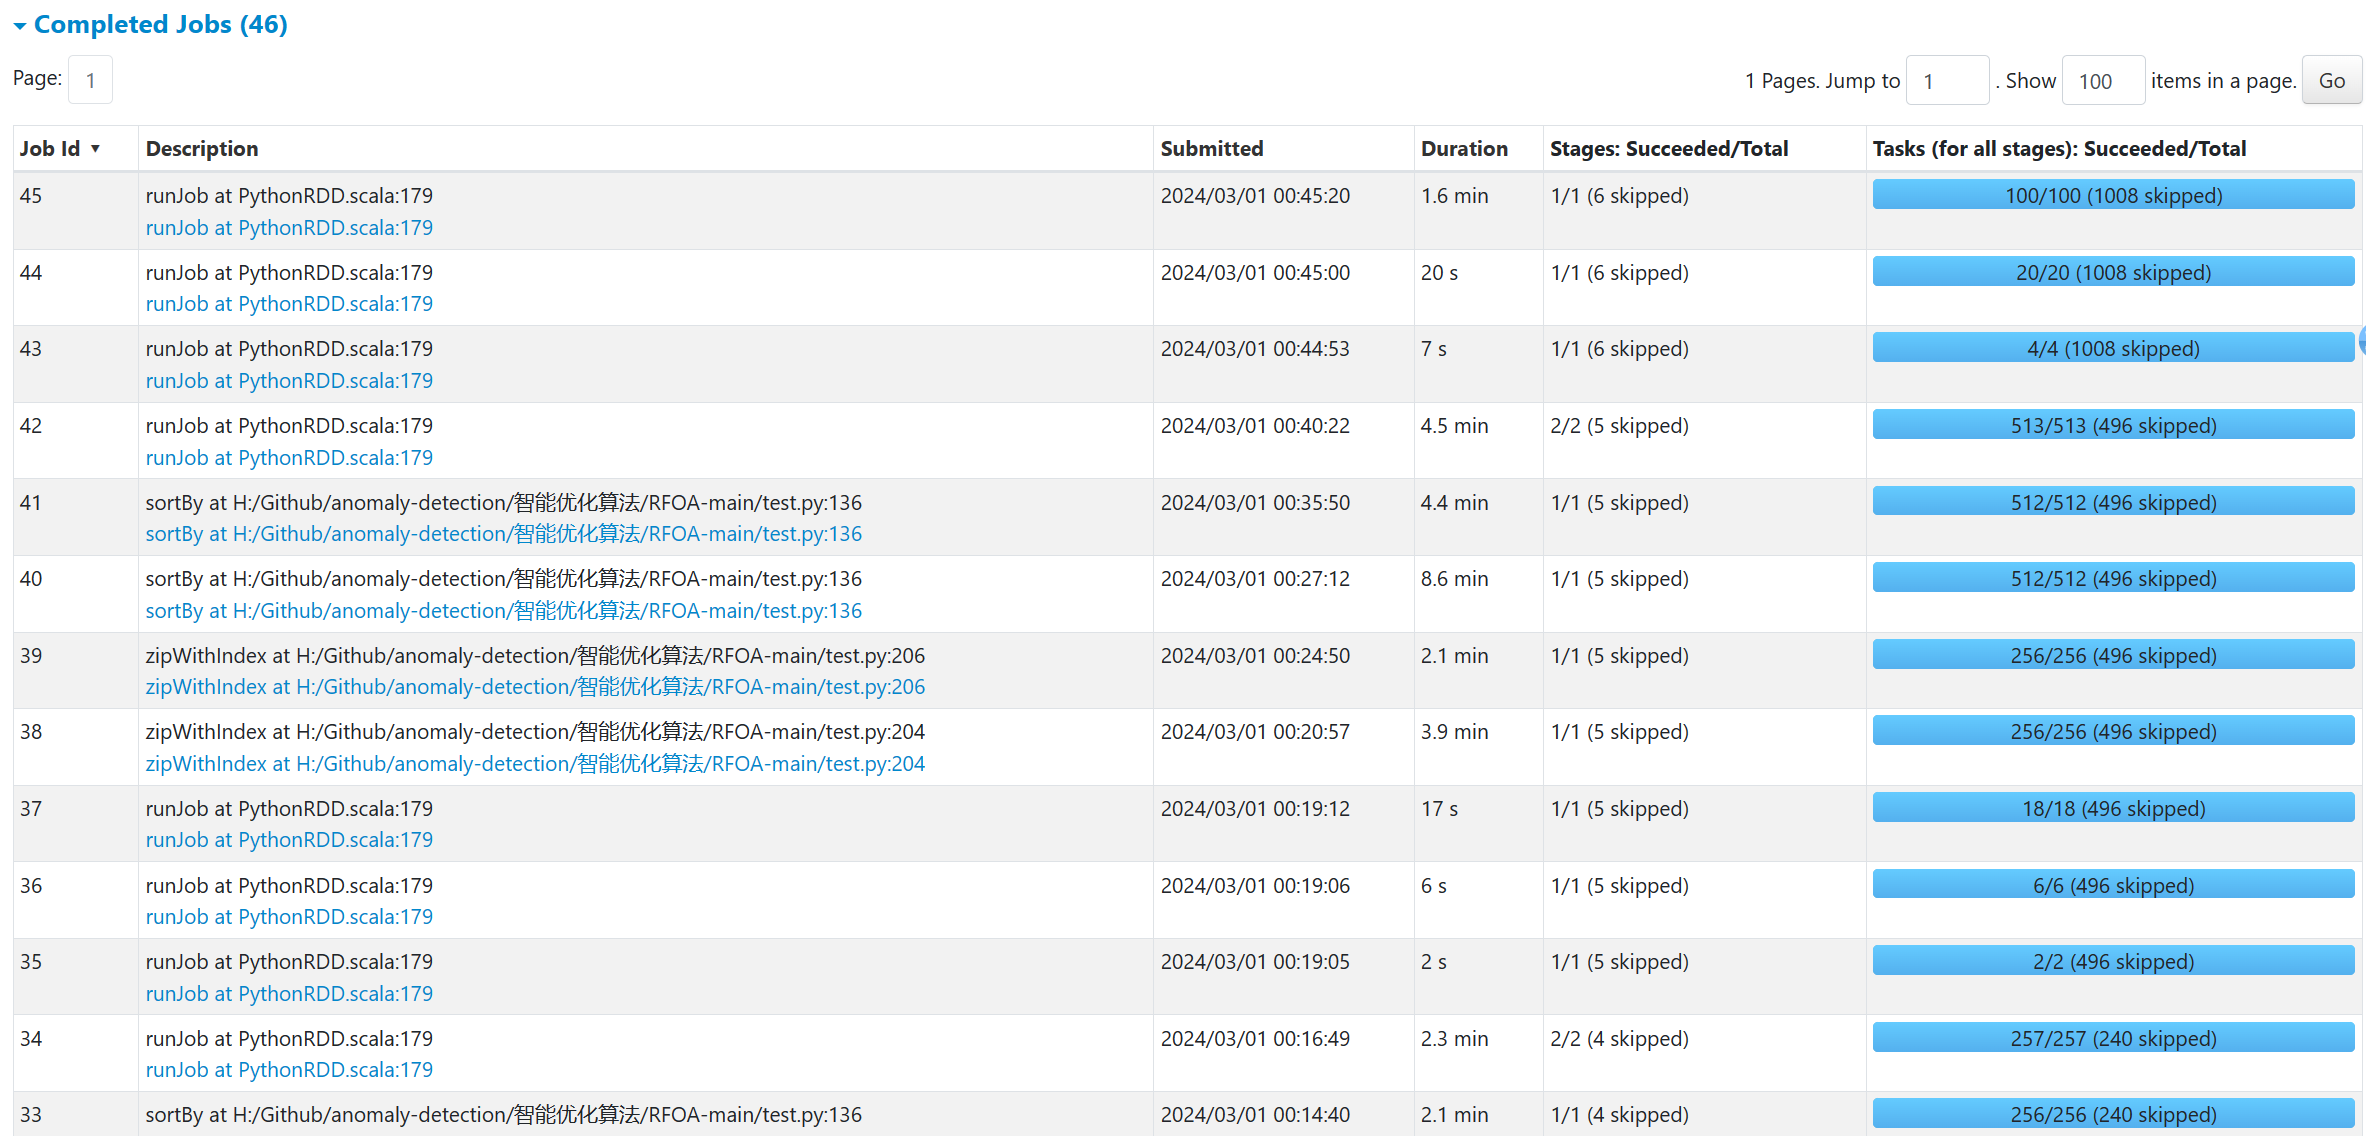 Completed Jobs (46)
Page: 1
1 Pages. Jump to 1 . Show 100 items in a page. Go
Job Id ▾ Description Submitted Duration Stages: Succeeded/Total Tasks (for all stages): Succeeded/Total
45 runJob at PythonRDD.scala:179 2024/03/01 00:45:20 1.6 min 1/1 (6 skipped) 100/100 (1008 skipped)
runJob at PythonRDD.scala:179
44 runJob at PythonRDD.scala:179 2024/03/01 00:45:00 20 s 1/1 (6 skipped) 20/20 (1008 skipped)
runJob at PythonRDD.scala:179
43 runJob at PythonRDD.scala:179 2024/03/01 00:44:53 7 s 1/1 (6 skipped) 4/4 (1008 skipped)
runJob at PythonRDD.scala:179
42 runJob at PythonRDD.scala:179 2024/03/01 00:40:22 4.5 min 2/2 (5 skipped) 513/513 (496 skipped)
runJob at PythonRDD.scala:179
41 sortBy at H:/Github/anomaly-detection/智能优化算法/RFOA-main/test.py:136 2024/03/01 00:35:50 4.4 min 1/1 (5 skipped) 512/512 (496 skipped)
sortBy at H:/Github/anomaly-detection/智能优化算法/RFOA-main/test.py:136
40 sortBy at H:/Github/anomaly-detection/智能优化算法/RFOA-main/test.py:136 2024/03/01 00:27:12 8.6 min 1/1 (5 skipped) 512/512 (496 skipped)
sortBy at H:/Github/anomaly-detection/智能优化算法/RFOA-main/test.py:136
39 zipWithIndex at H:/Github/anomaly-detection/智能优化算法/RFOA-main/test.py:206 2024/03/01 00:24:50 2.1 min 1/1 (5 skipped) 256/256 (496 skipped)
zipWithIndex at H:/Github/anomaly-detection/智能优化算法/RFOA-main/test.py:206
38 zipWithIndex at H:/Github/anomaly-detection/智能优化算法/RFOA-main/test.py:204 2024/03/01 00:20:57 3.9 min 1/1 (5 skipped) 256/256 (496 skipped)
zipWithIndex at H:/Github/anomaly-detection/智能优化算法/RFOA-main/test.py:204
37 runJob at PythonRDD.scala:179 2024/03/01 00:19:12 17 s 1/1 (5 skipped) 18/18 (496 skipped)
runJob at PythonRDD.scala:179
36 runJob at PythonRDD.scala:179 2024/03/01 00:19:06 6 s 1/1 (5 skipped) 6/6 (496 skipped)
runJob at PythonRDD.scala:179
35 runJob at PythonRDD.scala:179 2024/03/01 00:19:05 2 s 1/1 (5 skipped) 2/2 (496 skipped)
runJob at PythonRDD.scala:179
34 runJob at PythonRDD.scala:179 2024/03/01 00:16:49 2.3 min 2/2 (4 skipped) 257/257 (240 skipped)
runJob at PythonRDD.scala:179
33 sortBy at H:/Github/anomaly-detection/智能优化算法/RFOA-main/test.py:136 2024/03/01 00:14:40 2.1 min 1/1 (4 skipped) 256/256 (240 skipped)